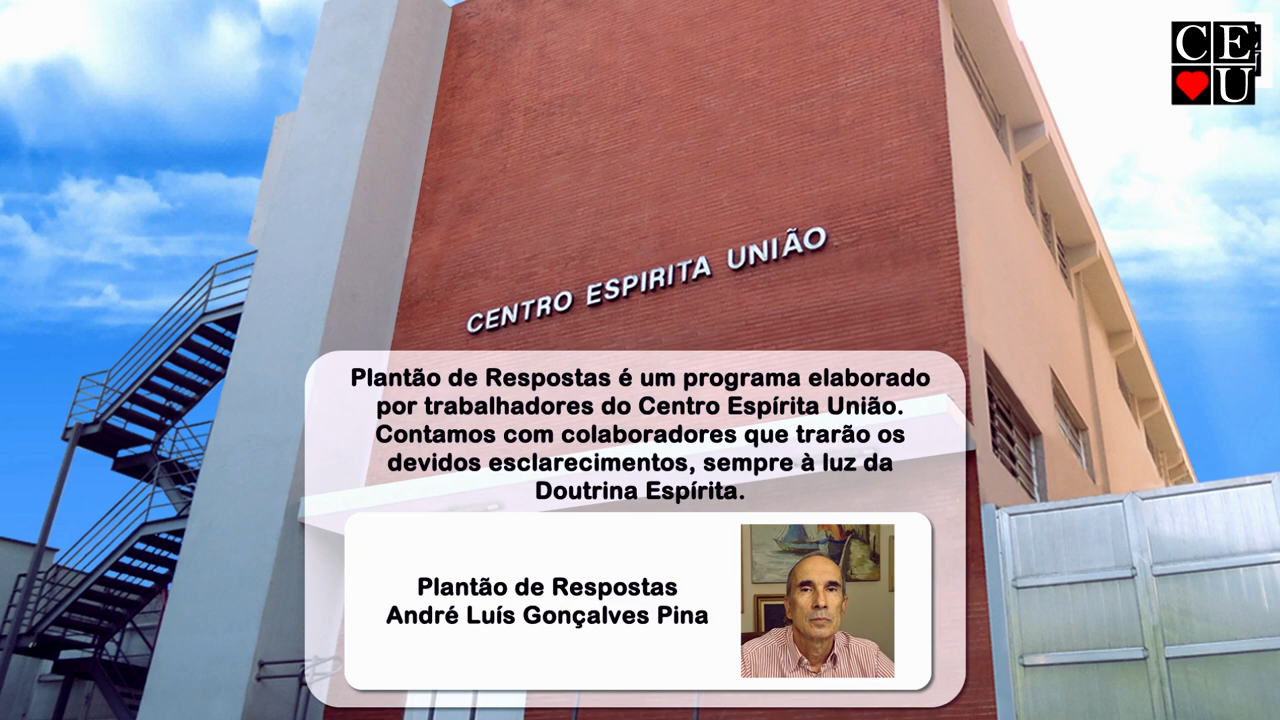 CE
U
CENTRO ESPIRITA UNIÃO
Plantão de Respostas é um programa elaborado
por trabalhadores do Centro Espírita União.
Contamos com colaboradores que trarão os
devidos esclarecimentos, sempre à luz da
Doutrina Espírita.
Plantão de Respostas
André Luís Gonçalves Pina